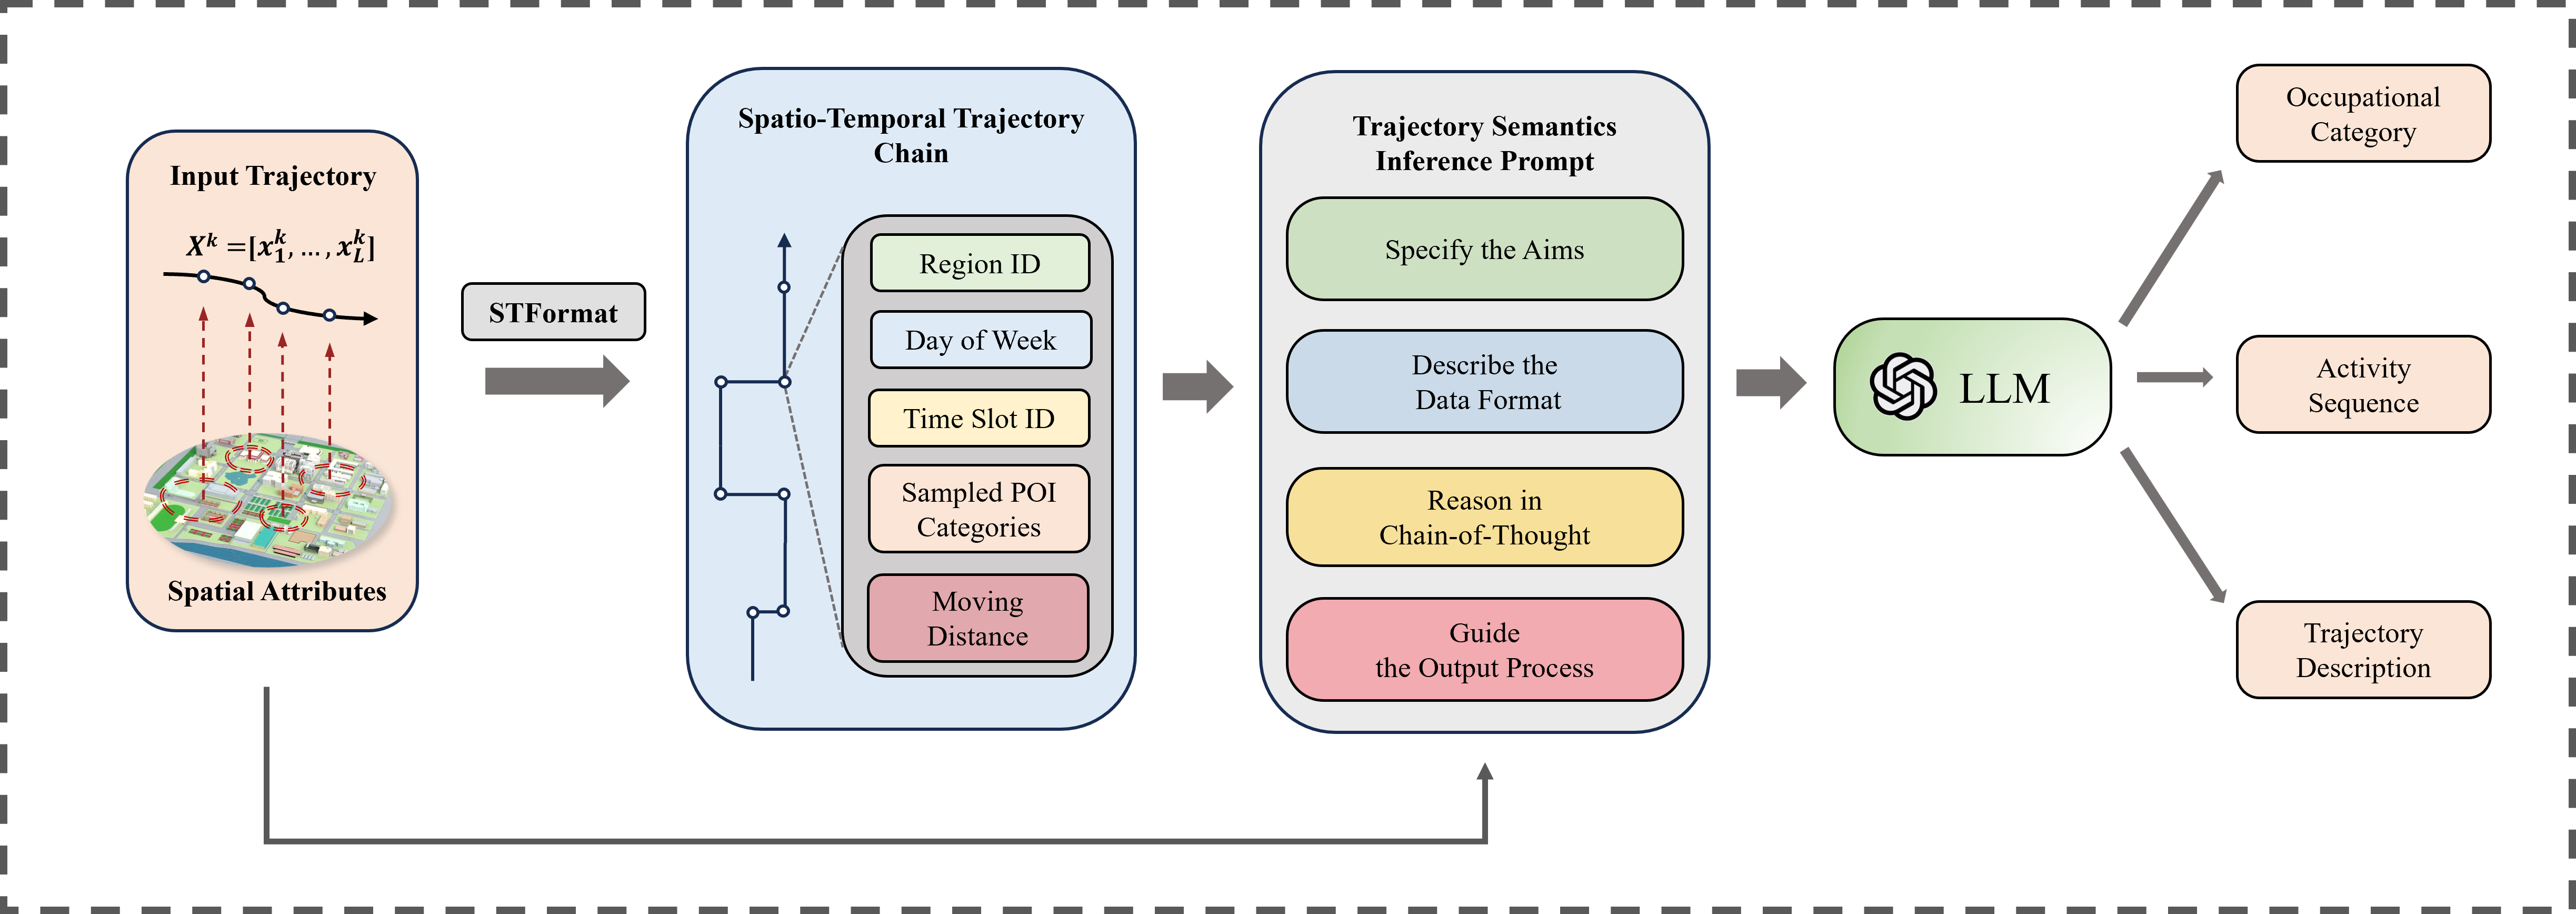 Input Trajectory
X^k =[x_1^k, ... , x_L^k]
Spatial Attributes
STFormat
Spatio-Temporal Trajectory
Chain
Region ID
Day of Week
Time Slot ID
Sampled POI
Categories
Moving
Distance
Trajectory Semantics
Inference Prompt
Specify the Aims
Describe the
Data Format
Reason in
Chain-of-Thought
Guide
the Output Process
LLM
Occupational
Category
Activity
Sequence
Trajectory
Description